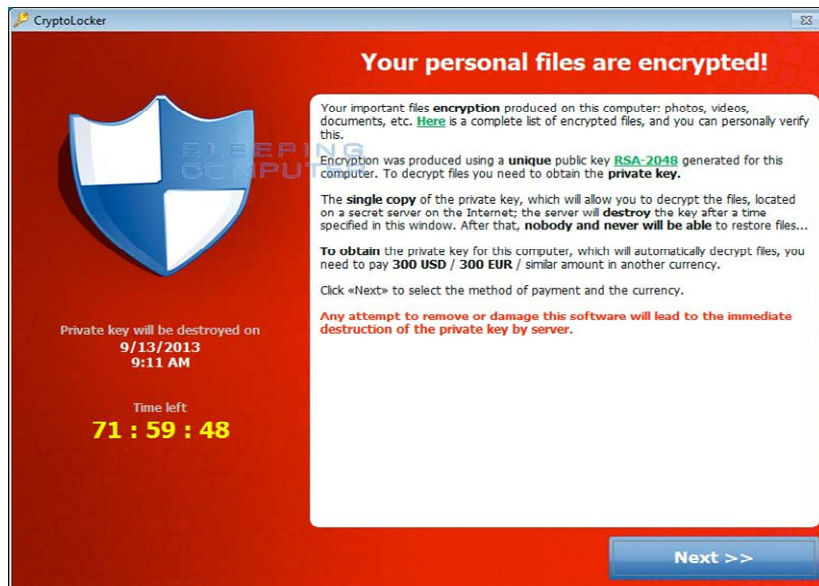 CryptoLocker
Your personal files are encrypted!
Your important files encryption produced on this computer: photos, videos,
documents, etc. Here is a complete list of encrypted files, and you can personally verify
this.
BLEEPING
COMPUTER
Encryption was produced using a unique public key RSA-2048 generated for this
computer. To decrypt files you need to obtain the private key.
The single copy of the private key, which will allow you to decrypt the files, located
on a secret server on the Internet; the server will destroy the key after a time
specified in this window. After that, nobody and never will be able to restore files...
To obtain the private key for this computer, which will automatically decrypt files, you
need to pay 300 USD / 300 EUR / similar amount in another currency.
Click «Next» to select the method of payment and the currency.
Any attempt to remove or damage this software will lead to the immediate
destruction of the private key by server.
Private key will be destroyed on
9/13/2013
9:11 AM
Time left
71 : 59 : 48
Next >>